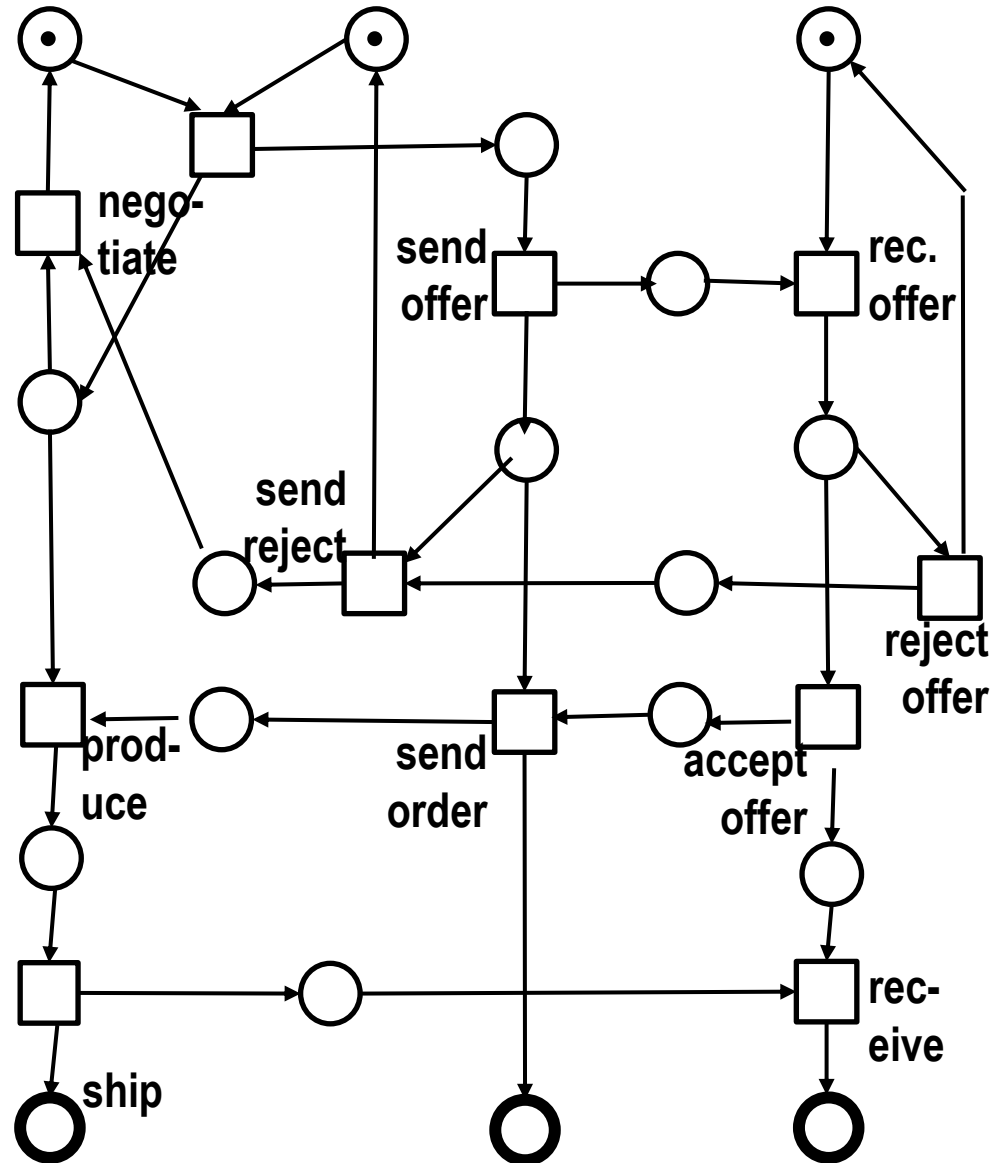 nego-
tiate
send
offer
rec.
offer
send
reject
reject
offer
prod-
uce
send
order
accept
offer
rec-
eive
ship